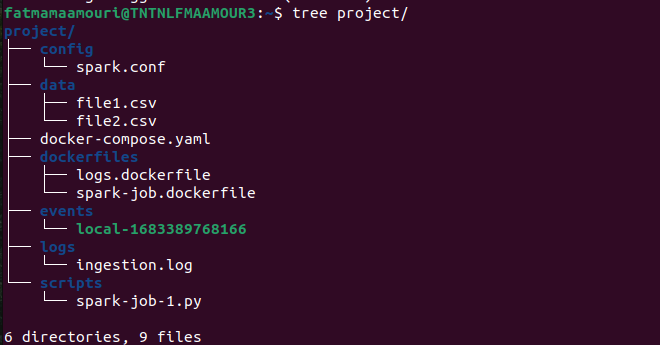 fatmamaamouri@TNTNLFMAAMOUR3:~$ tree project/
project/
├── config
│   └── spark.conf
├── data
│   ├── file1.csv
│   └── file2.csv
├── docker-compose.yaml
├── dockerfiles
│   ├── logs.dockerfile
│   └── spark-job.dockerfile
├── events
│   └── local-1683389768166
├── logs
│   └── ingestion.log
└── scripts
    └── spark-job-1.py
6 directories, 9 files